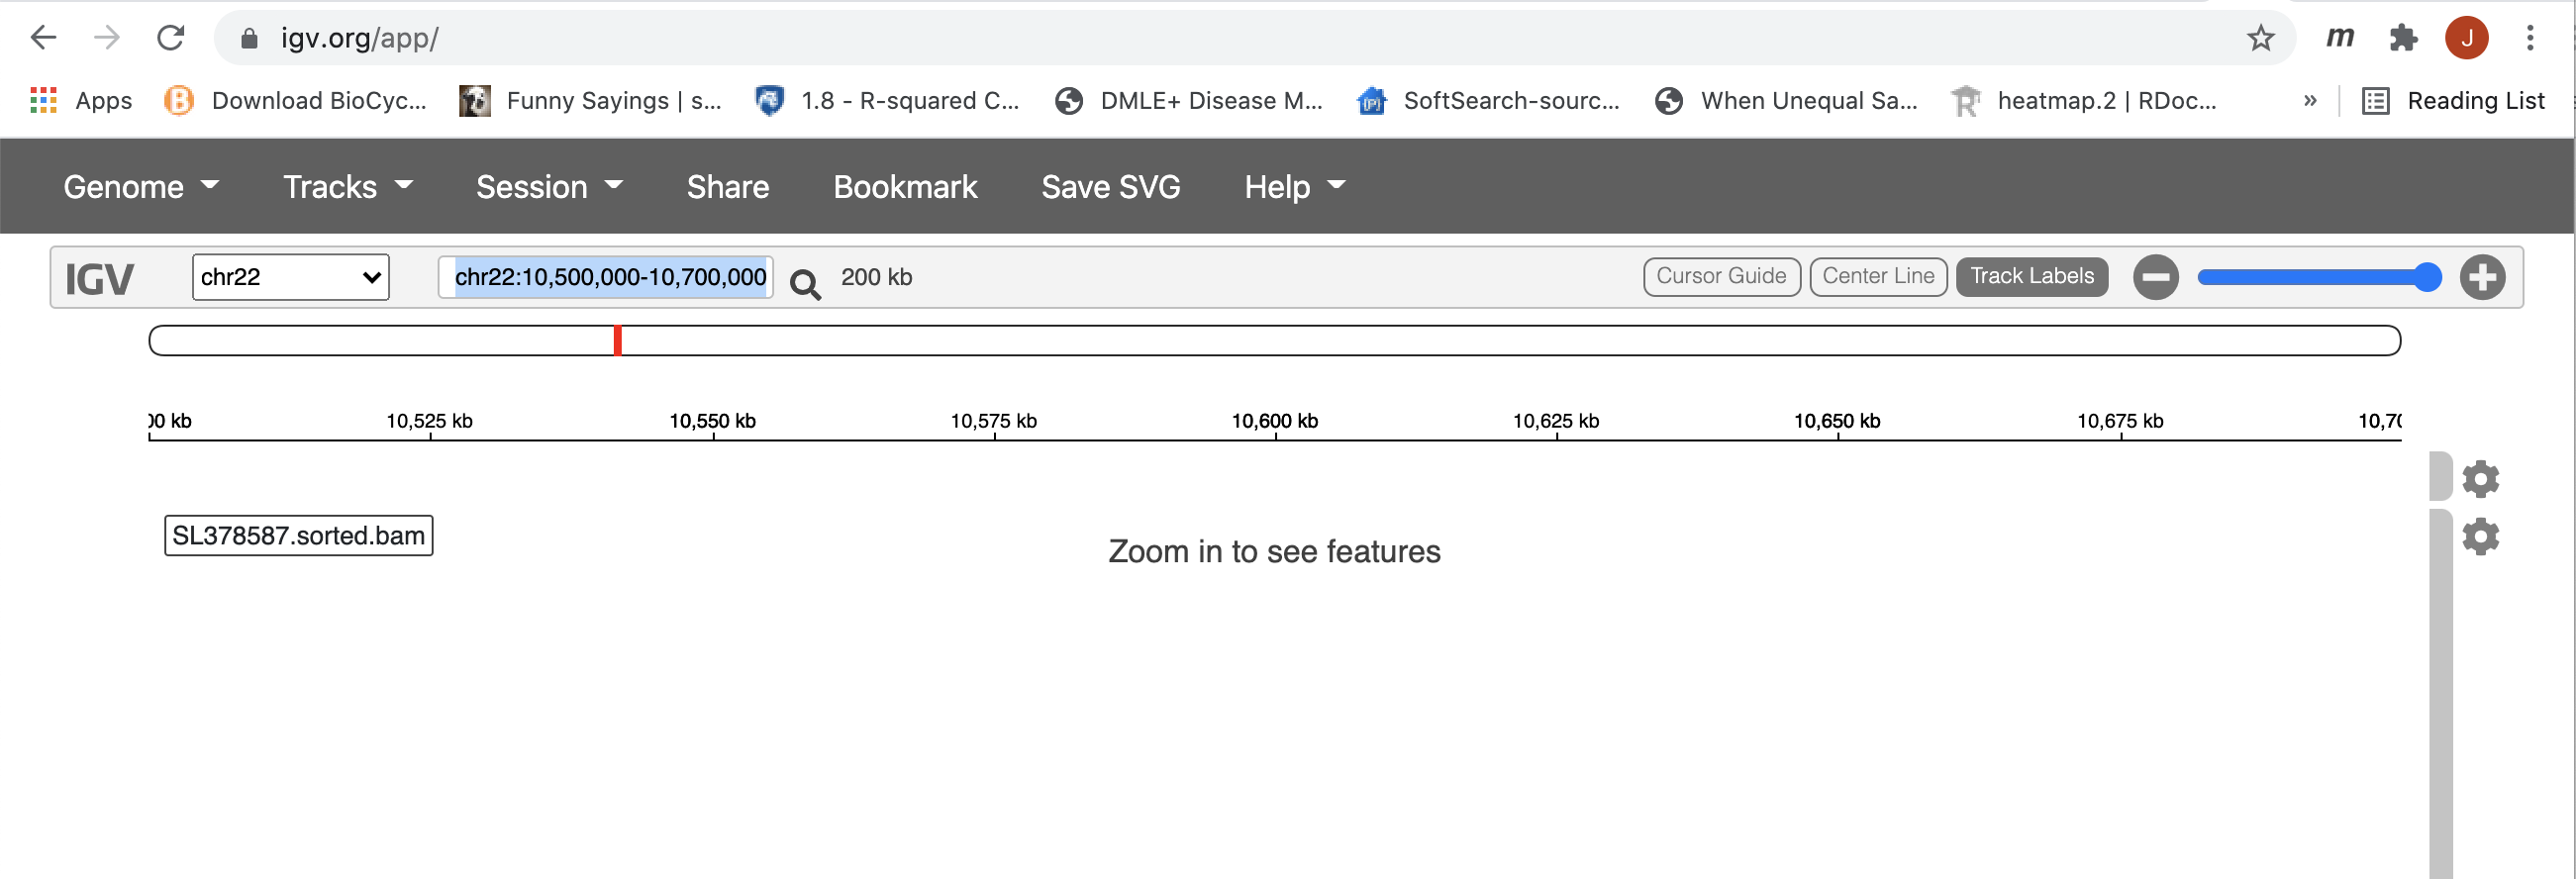 igv.org/app/
m
J
Apps
Download BioCyc...
Funny Sayings | s...
1.8 - R-squared C...
DMLE+ Disease M...
SoftSearch-sourc...
When Unequal Sa...
heatmap.2 | RDoc...
»
Reading List
Genome Tracks Session Share Bookmark Save SVG Help
IGV chr22 chr22:10,500,000-10,700,000 200 kb Cursor Guide Center Line Track Labels
00 kb 10,525 kb 10,550 kb 10,575 kb 10,600 kb 10,625 kb 10,650 kb 10,675 kb 10,70
SL378587.sorted.bam
Zoom in to see features